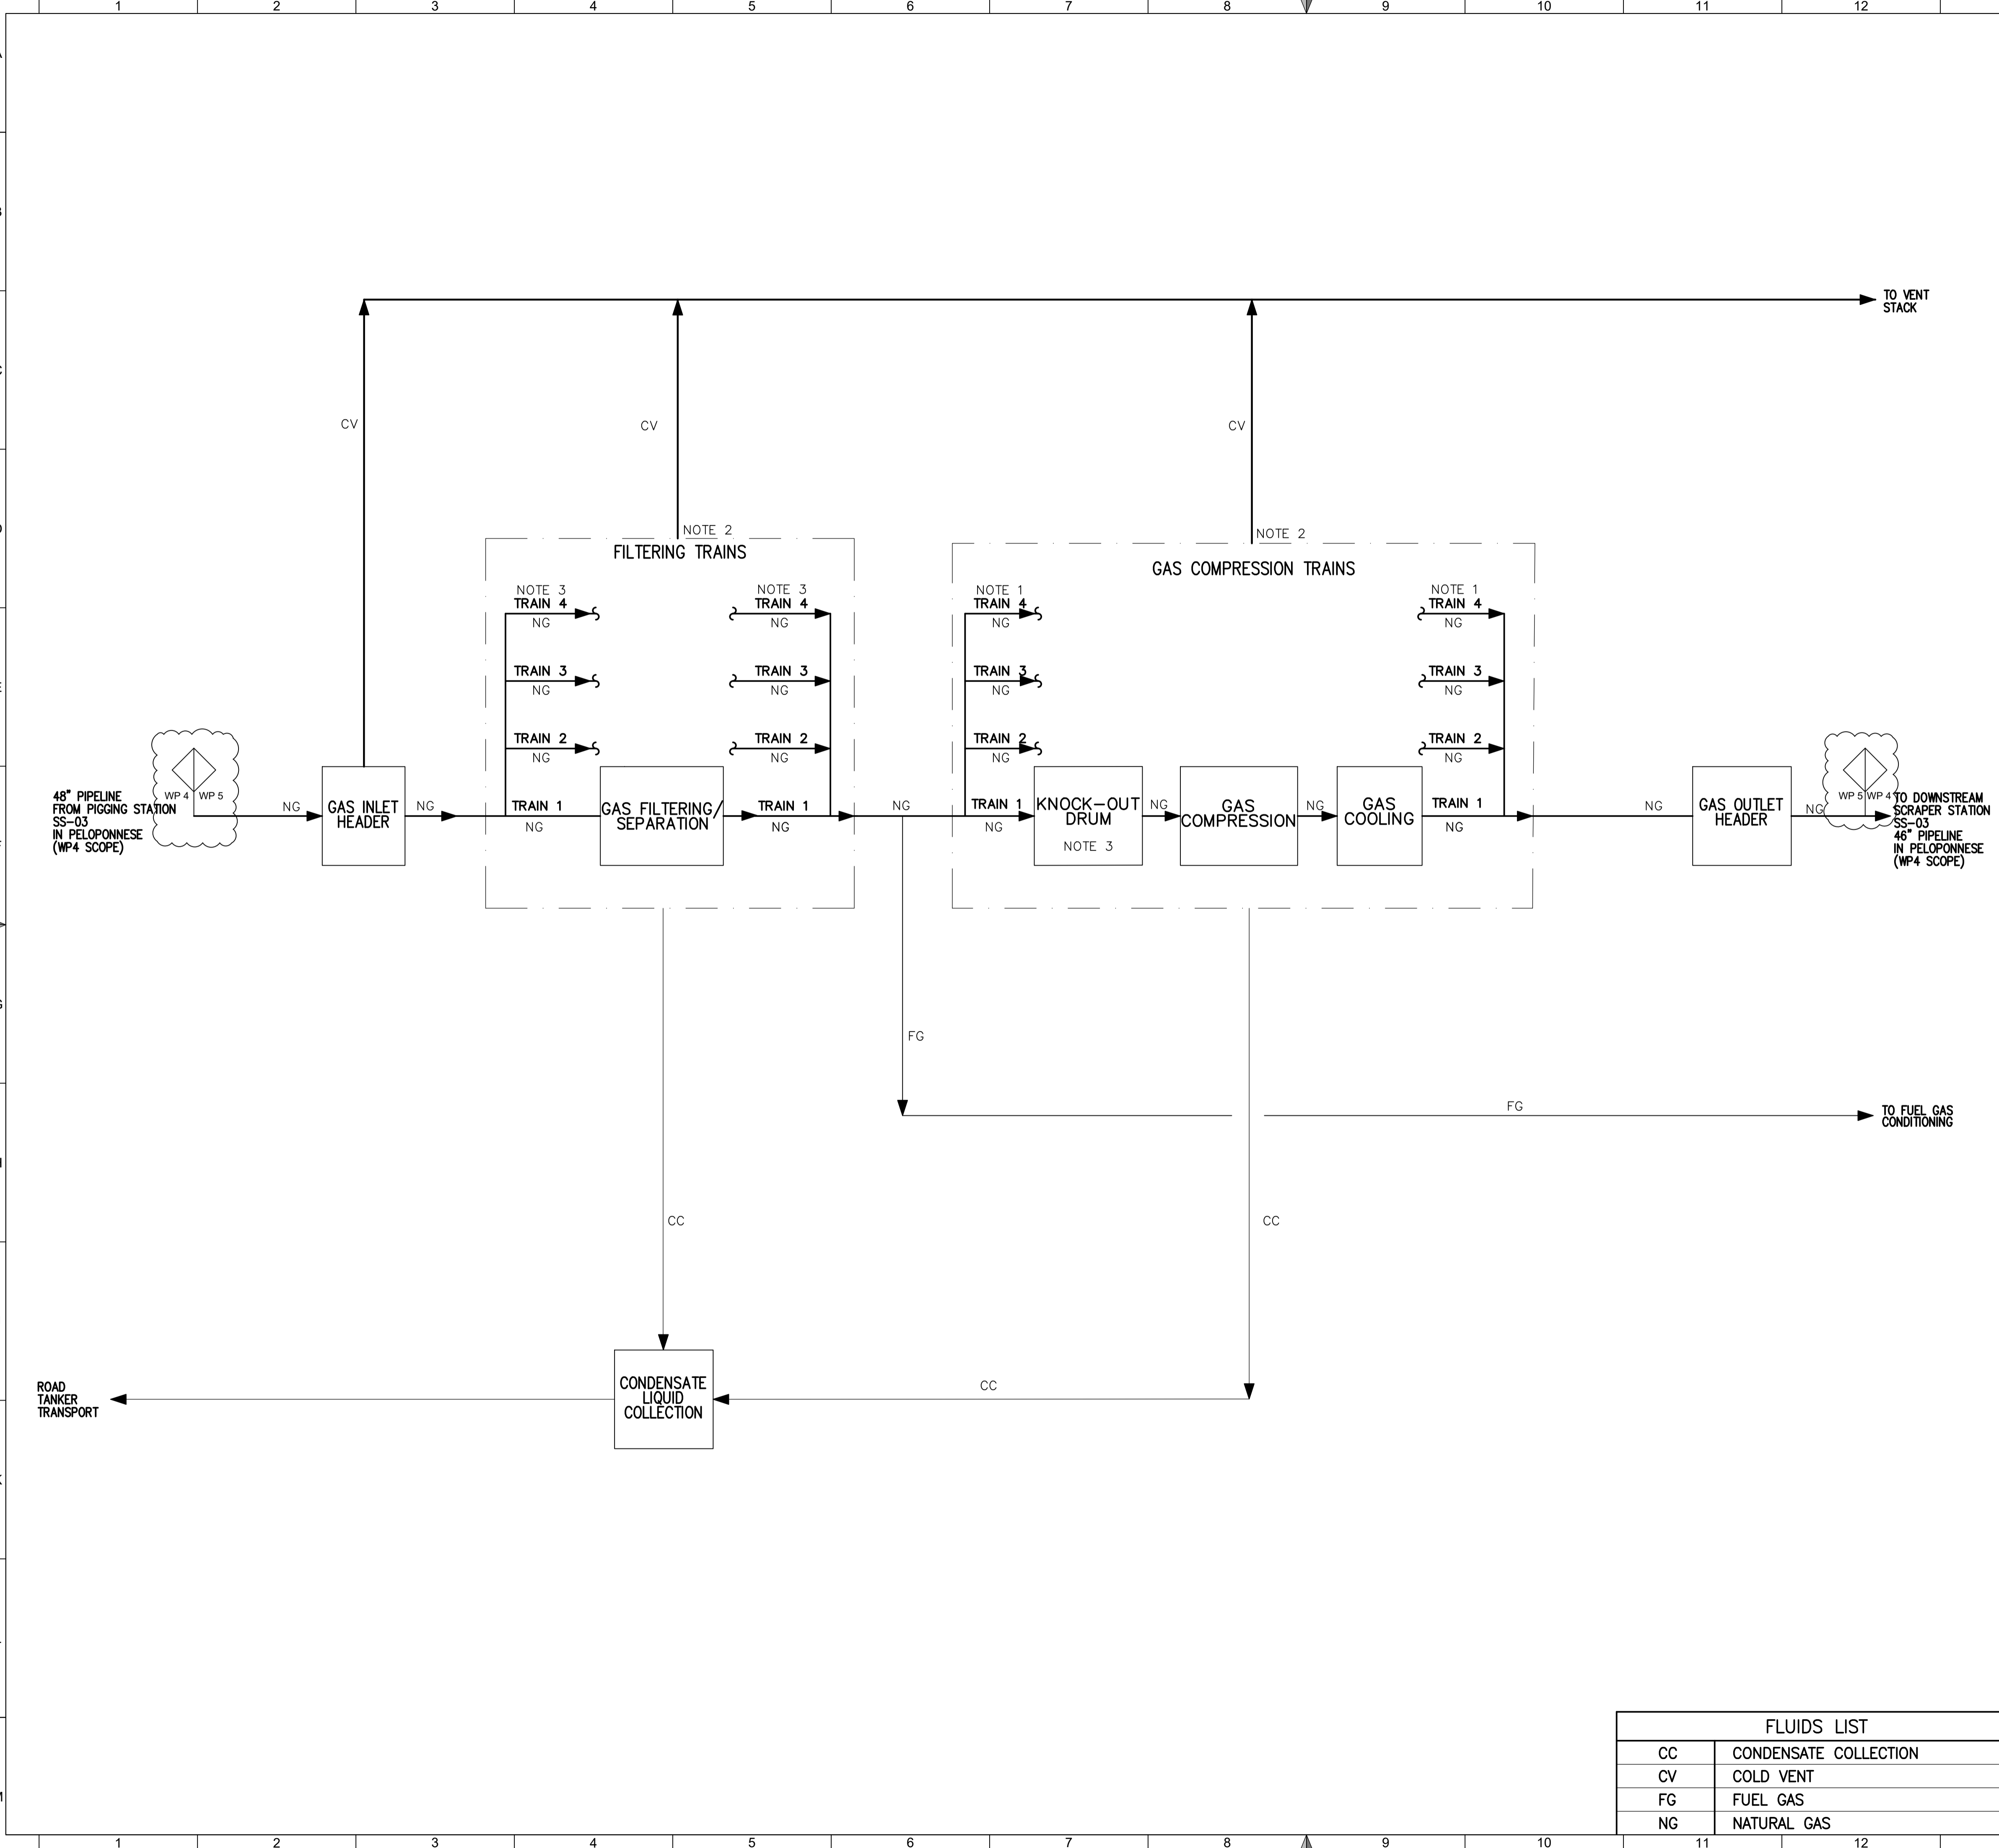 1 2 3 4 5 6 7 8 9 10 11 12
TO VENT
STACK
CV
CV
CV
NOTE 2
FILTERING TRAINS
NOTE 2
GAS COMPRESSION TRAINS
NOTE 3
TRAIN 4
NG
NOTE 3
TRAIN 4
NG
NOTE 1
TRAIN 4
NG
NOTE 1
TRAIN 4
NG
TRAIN 3
NG
TRAIN 3
NG
TRAIN 3
NG
TRAIN 3
NG
TRAIN 2
NG
TRAIN 2
NG
TRAIN 2
NG
TRAIN 2
NG
48" PIPELINE
FROM PIGGING STATION
SS-03
IN PELOPONNESE
(WP4 SCOPE)
WP 4 WP 5
NG
GAS INLET
HEADER
NG
TRAIN 1
NG
GAS FILTERING/
SEPARATION
TRAIN 1
NG
NG
TRAIN 1
NG
KNOCK-OUT
DRUM
NOTE 3
NG
GAS
COMPRESSION
NG
GAS
COOLING
TRAIN 1
NG
NG
GAS OUTLET
HEADER
NG
WP 5 WP 4
TO DOWNSTREAM
SCRAPER STATION
SS-03
46" PIPELINE
IN PELOPONNESE
(WP4 SCOPE)
FG
FG
TO FUEL GAS
CONDITIONING
CC
CC
ROAD
TANKER
TRANSPORT
CONDENSATE
LIQUID
COLLECTION
CC
FLUIDS LIST
CC CONDENSATE COLLECTION
CV COLD VENT
FG FUEL GAS
NG NATURAL GAS
1 2 3 4 5 6 7 8 9 10 11 12